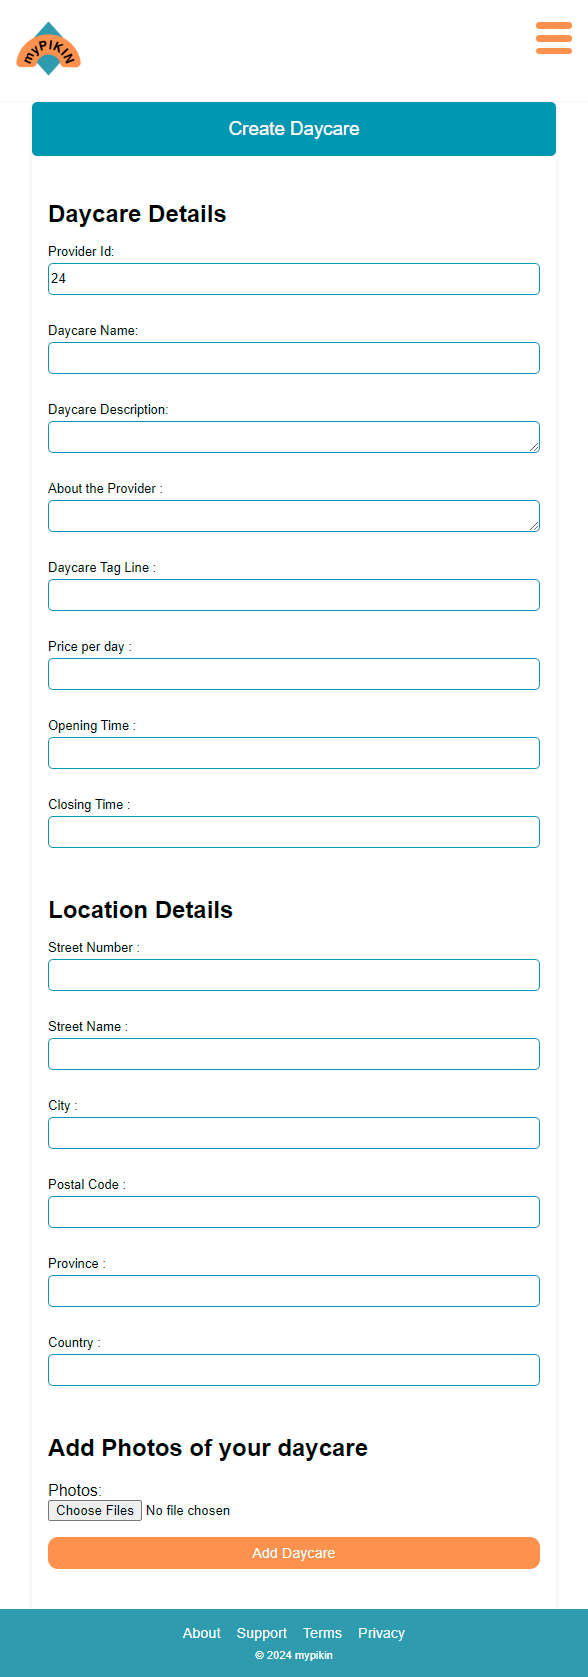 myPIKIN
Create Daycare
Daycare Details
Provider Id:
24
Daycare Name:
Daycare Description:
About the Provider :
Daycare Tag Line :
Price per day :
Opening Time :
Closing Time :
Location Details
Street Number :
Street Name :
City :
Postal Code :
Province :
Country :
Add Photos of your daycare
Photos:
Choose Files No file chosen
Add Daycare
About Support Terms Privacy
© 2024 mypikin